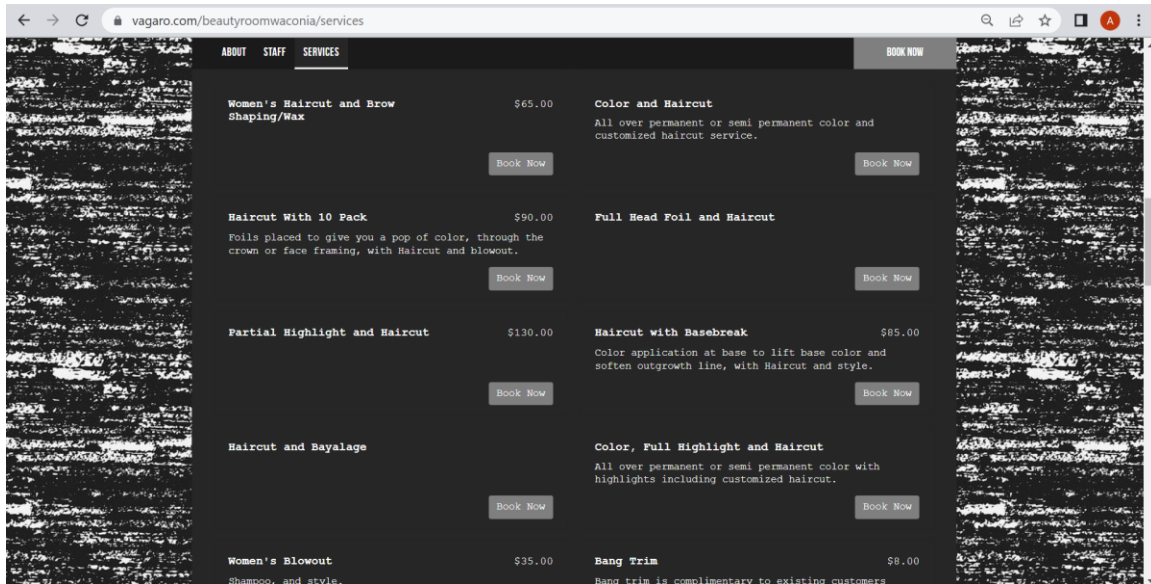 vagaro.com/beautyroomwaconia/services
A
ABOUT STAFF SERVICES BOOK NOW
Women's Haircut and Brow Shaping/Wax $65.00
Book Now
Color and Haircut
All over permanent or semi permanent color and
customized haircut service.
Book Now
Haircut With 10 Pack $90.00
Foils placed to give you a pop of color, through the
crown or face framing, with Haircut and blowout.
Book Now
Full Head Foil and Haircut
Book Now
Partial Highlight and Haircut $130.00
Book Now
Haircut with Basebreak $85.00
Color application at base to lift base color and
soften outgrowth line, with Haircut and style.
Book Now
Haircut and Bayalage
Book Now
Color, Full Highlight and Haircut
All over permanent or semi permanent color with
highlights including customized haircut.
Book Now
Women's Blowout $35.00
Shampoo, and style.
Bang Trim $8.00
Bang trim is complimentary to existing customers